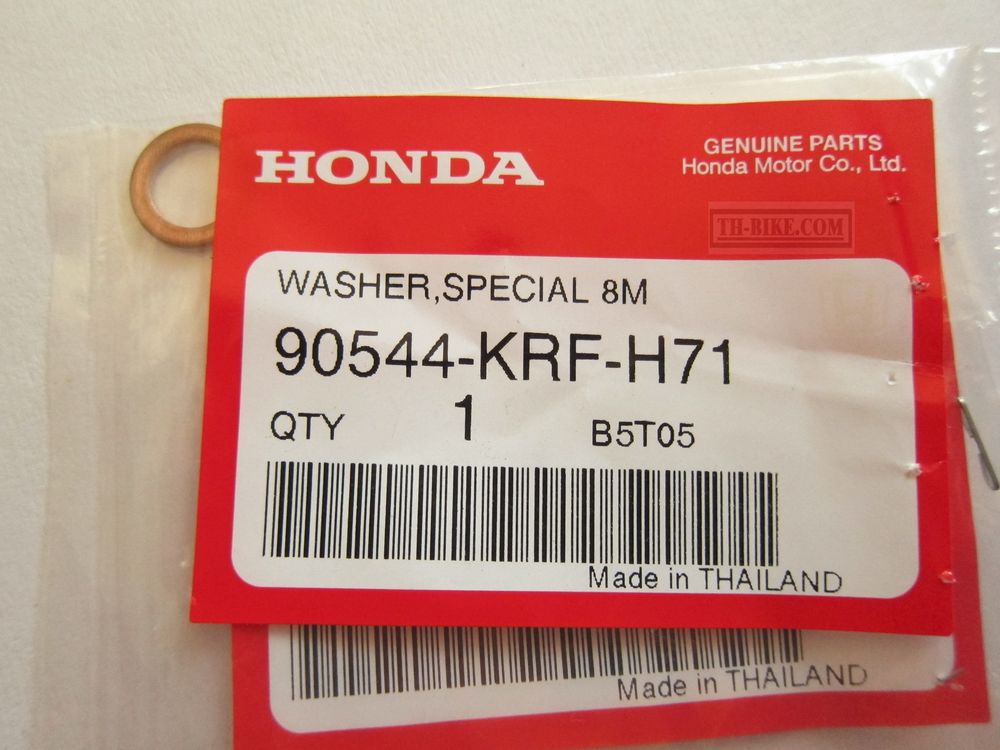 HONDA
GENUINE PARTS
Honda Motor Co., Ltd.
TH-BIKE.COM
WASHER,SPECIAL 8M
90544-KRF-H71
QTY 1 B5T05
Made in THAILAND
Made in THAILAND